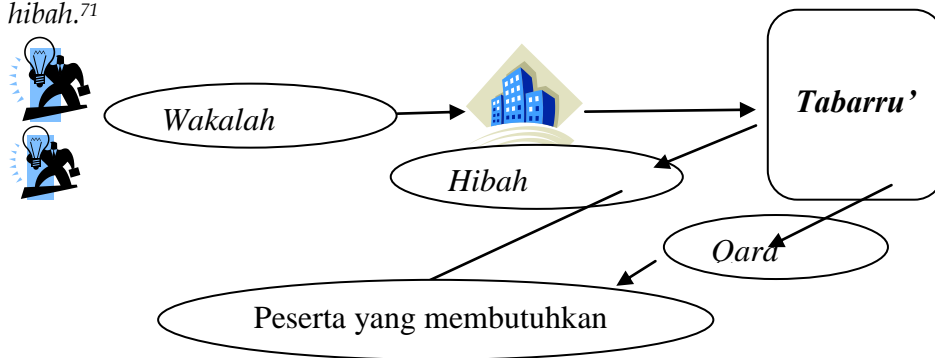 hibah.71
Wakalah
Tabarru’
Hibah
Qard
Peserta yang membutuhkan